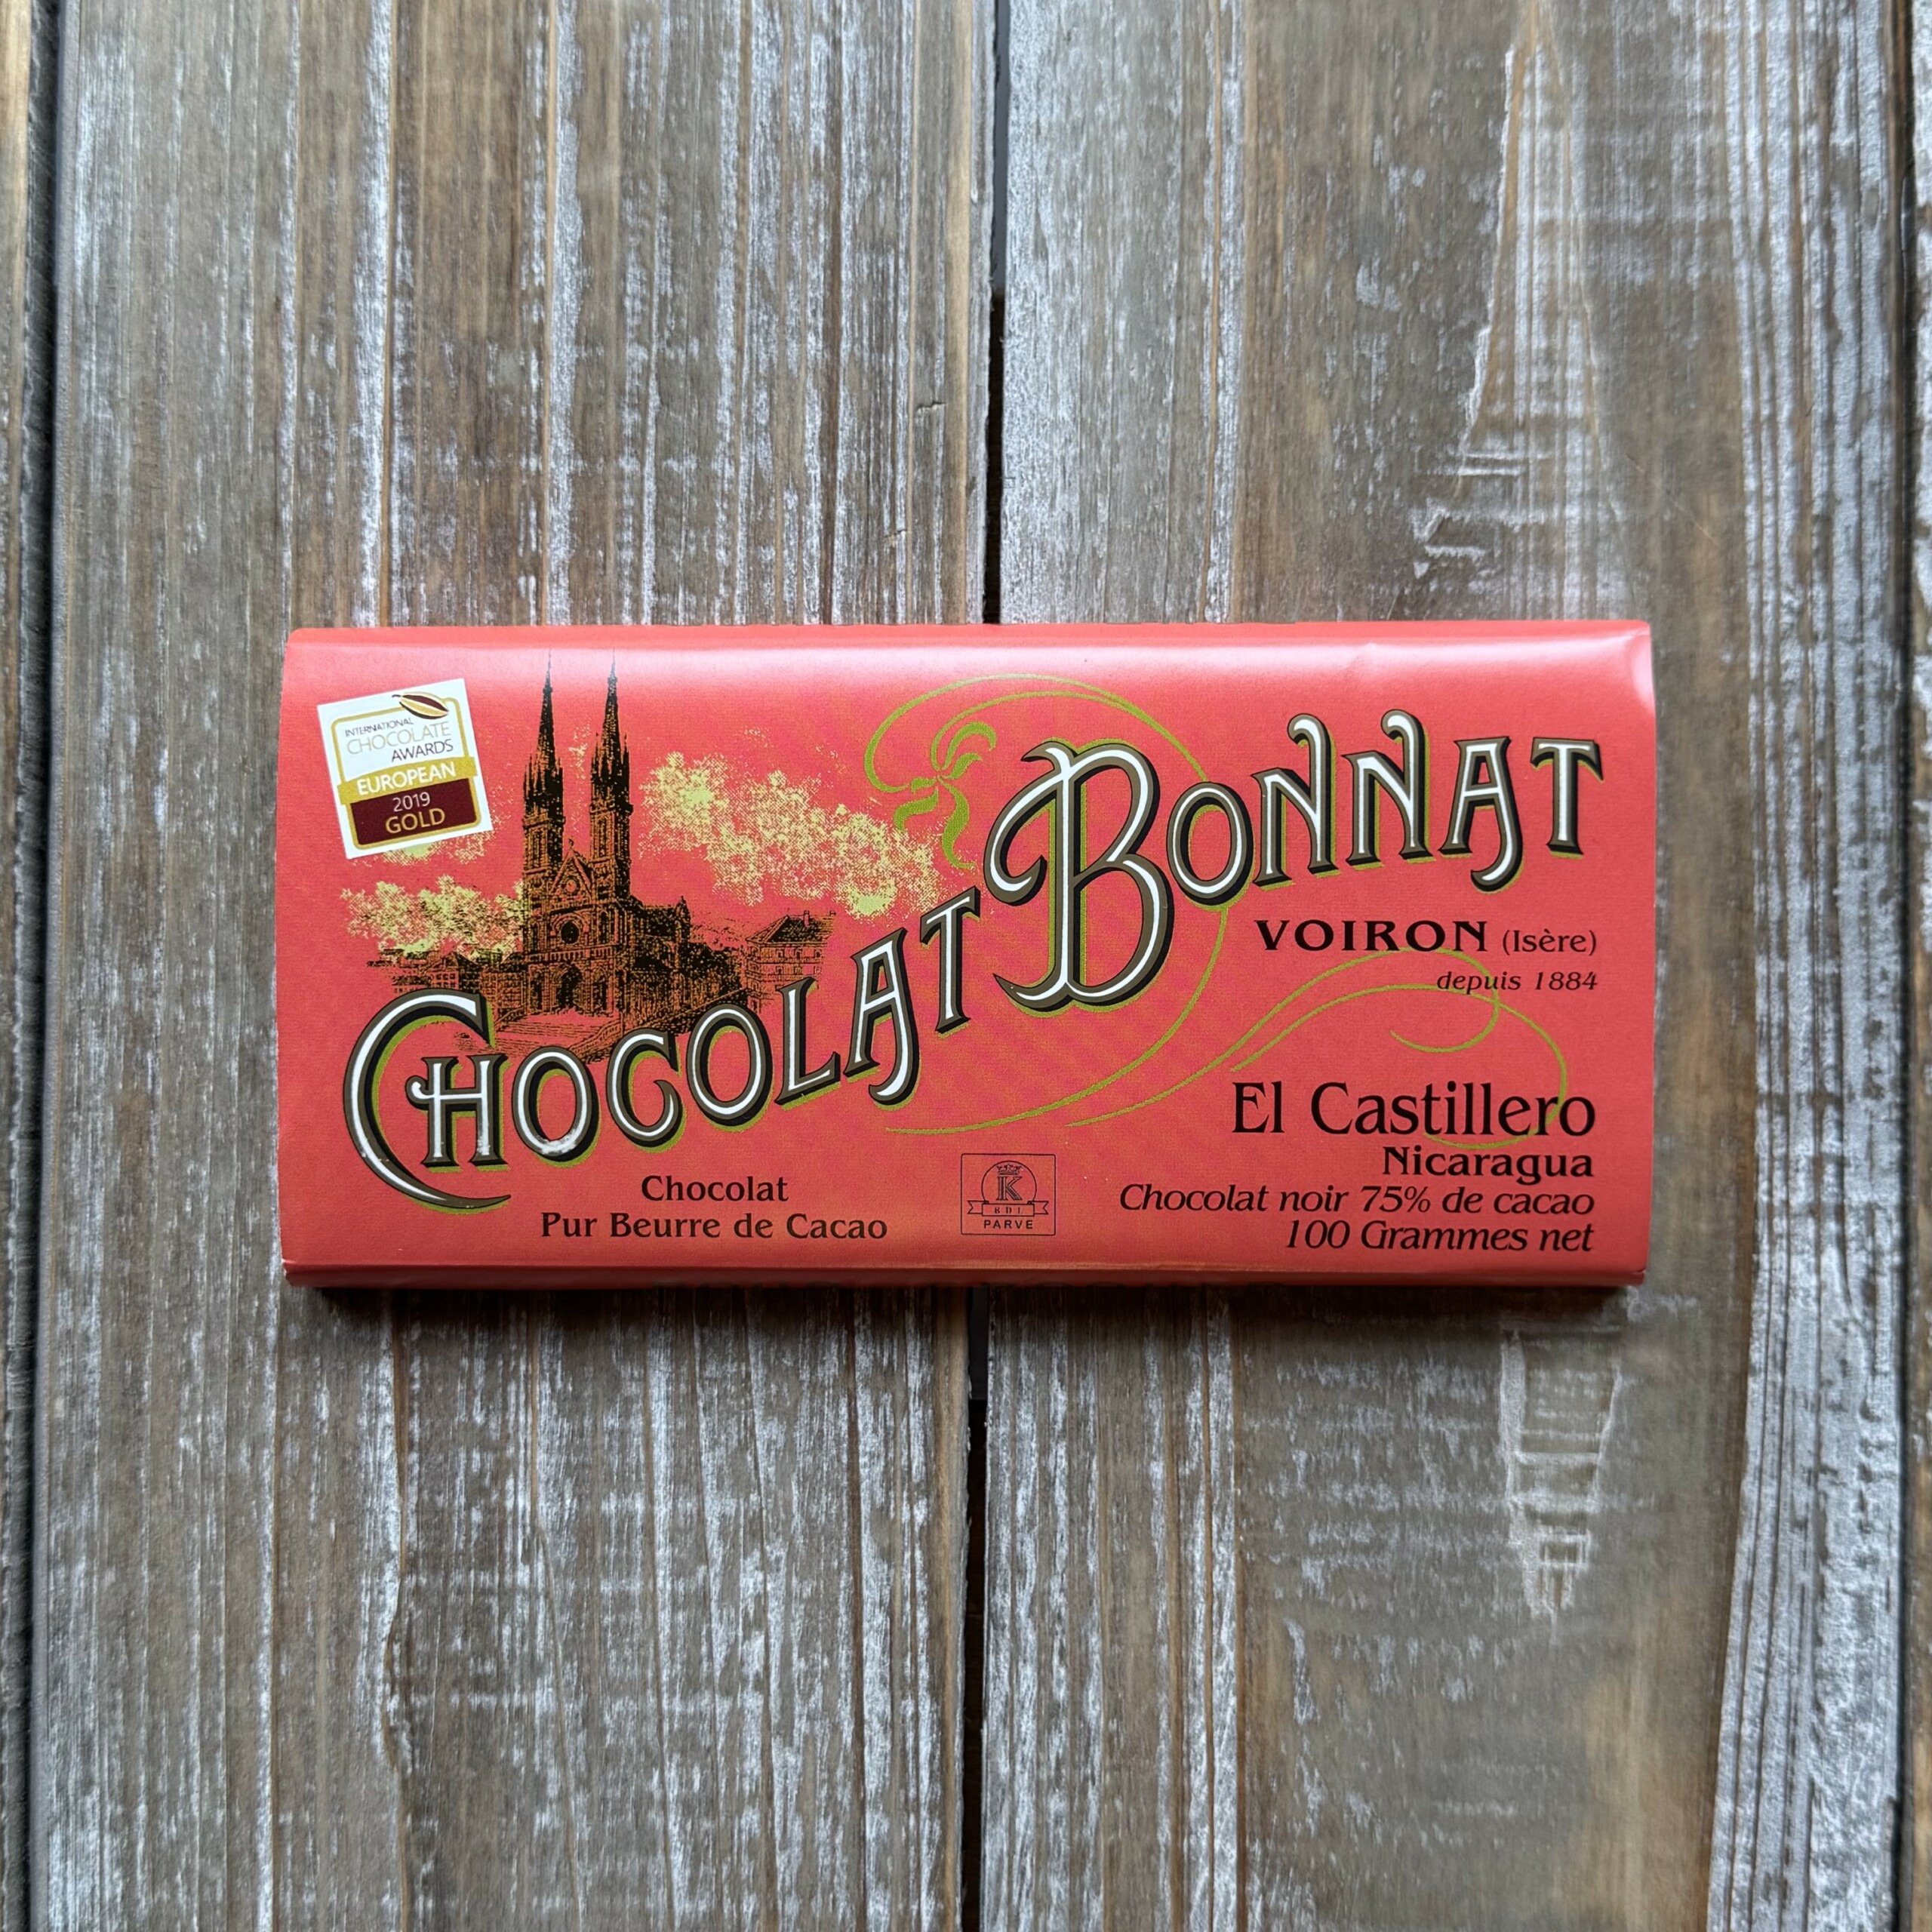 INTERNATIONAL
CHOCOLATE
AWARDS
EUROPEAN
2019
GOLD
CHOCOLAT BONNAT
VOIRON (Isère)
depuis 1884
El Castillero
Nicaragua
Chocolat noir 75% de cacao
100 Grammes net
Chocolat
Pur Beurre de Cacao
K
PARVE